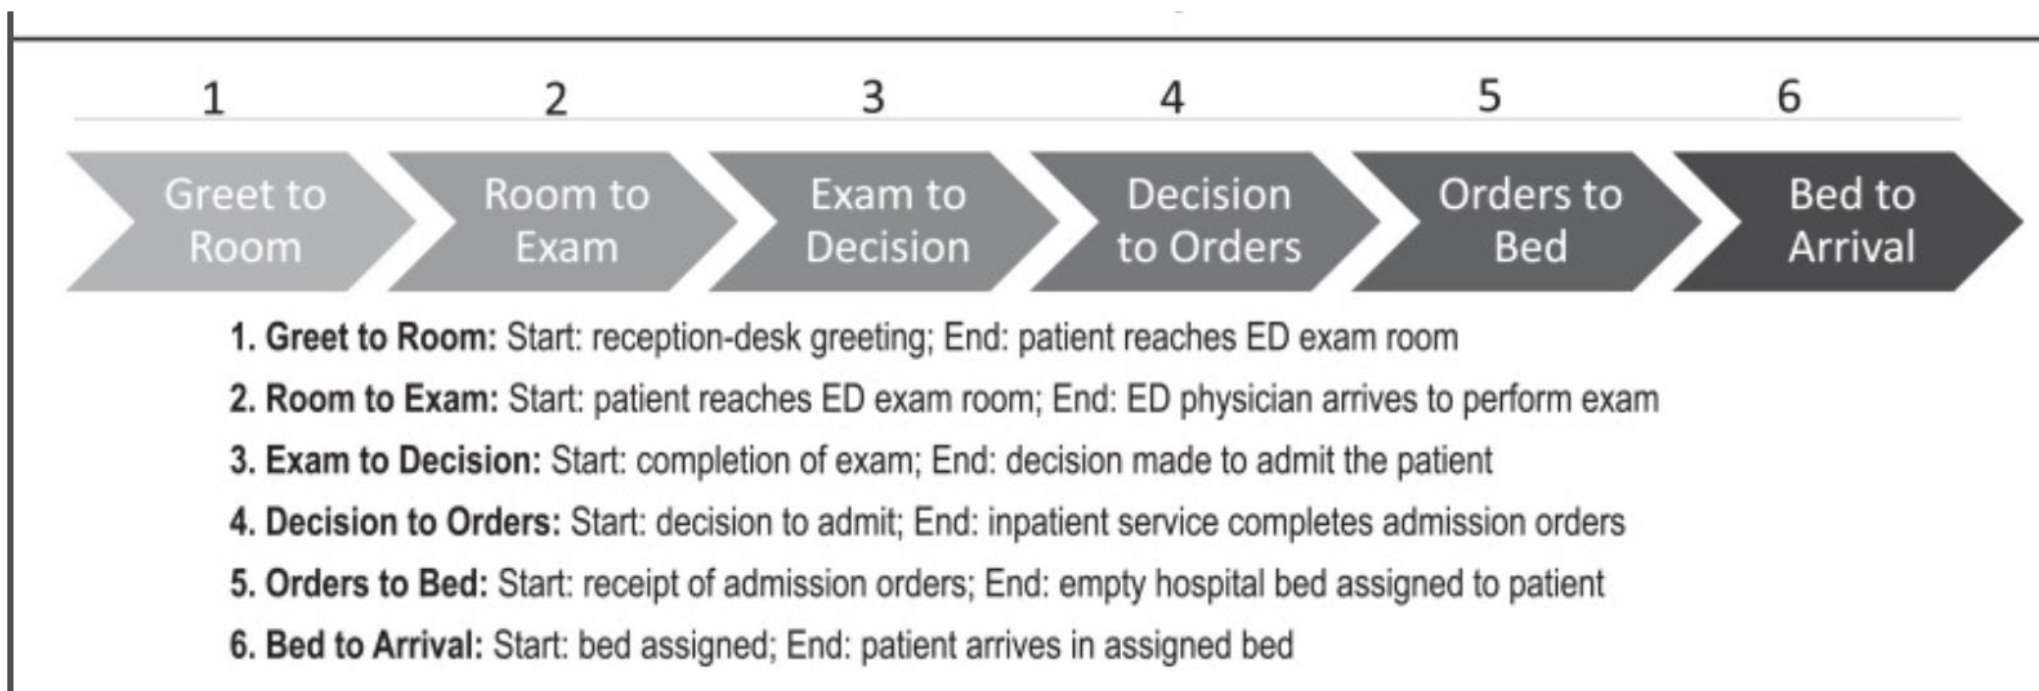 1
2
3
4
5
6
Greet to
Room
Room to
Exam
Exam to
Decision
Decision
to Orders
Orders to
Bed
Bed to
Arrival
1. Greet to Room: Start: reception-desk greeting; End: patient reaches ED exam room
2. Room to Exam: Start: patient reaches ED exam room; End: ED physician arrives to perform exam
3. Exam to Decision: Start: completion of exam; End: decision made to admit the patient
4. Decision to Orders: Start: decision to admit; End: inpatient service completes admission orders
5. Orders to Bed: Start: receipt of admission orders; End: empty hospital bed assigned to patient
6. Bed to Arrival: Start: bed assigned; End: patient arrives in assigned bed